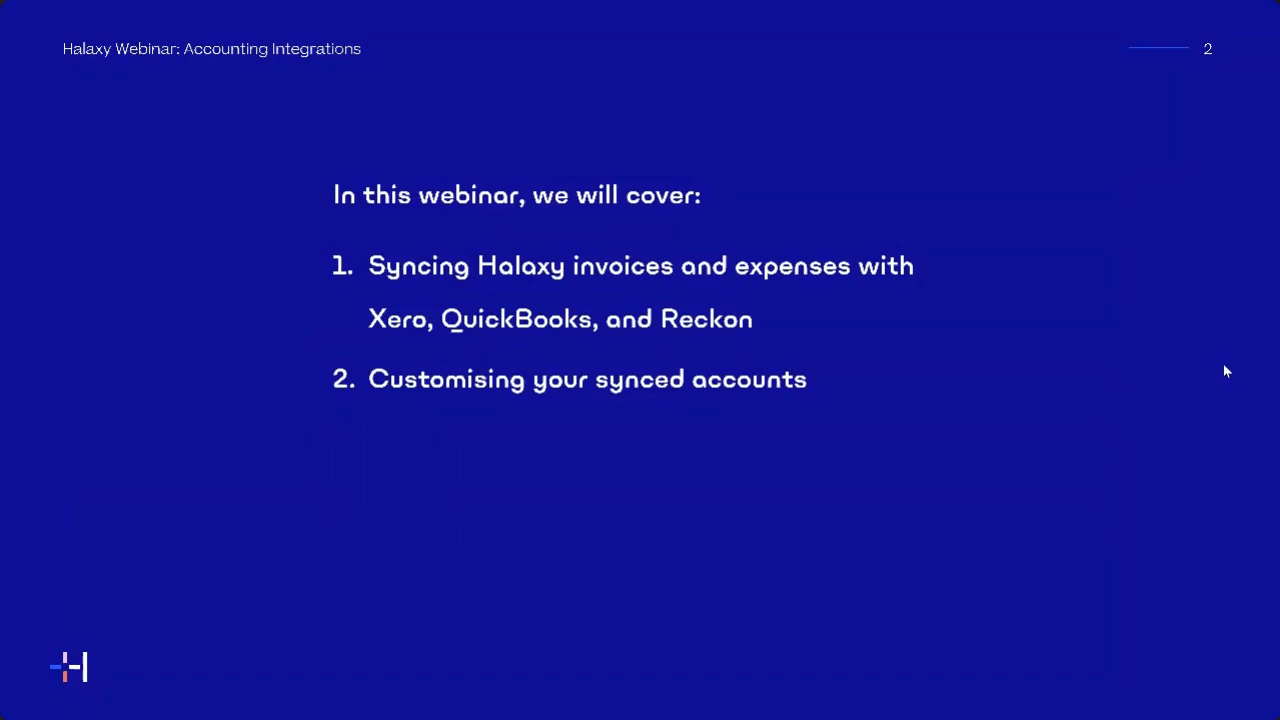 Halaxy Webinar: Accounting Integrations
2
In this webinar, we will cover:
1. Syncing Halaxy invoices and expenses with
Xero, QuickBooks, and Reckon
2. Customising your synced accounts